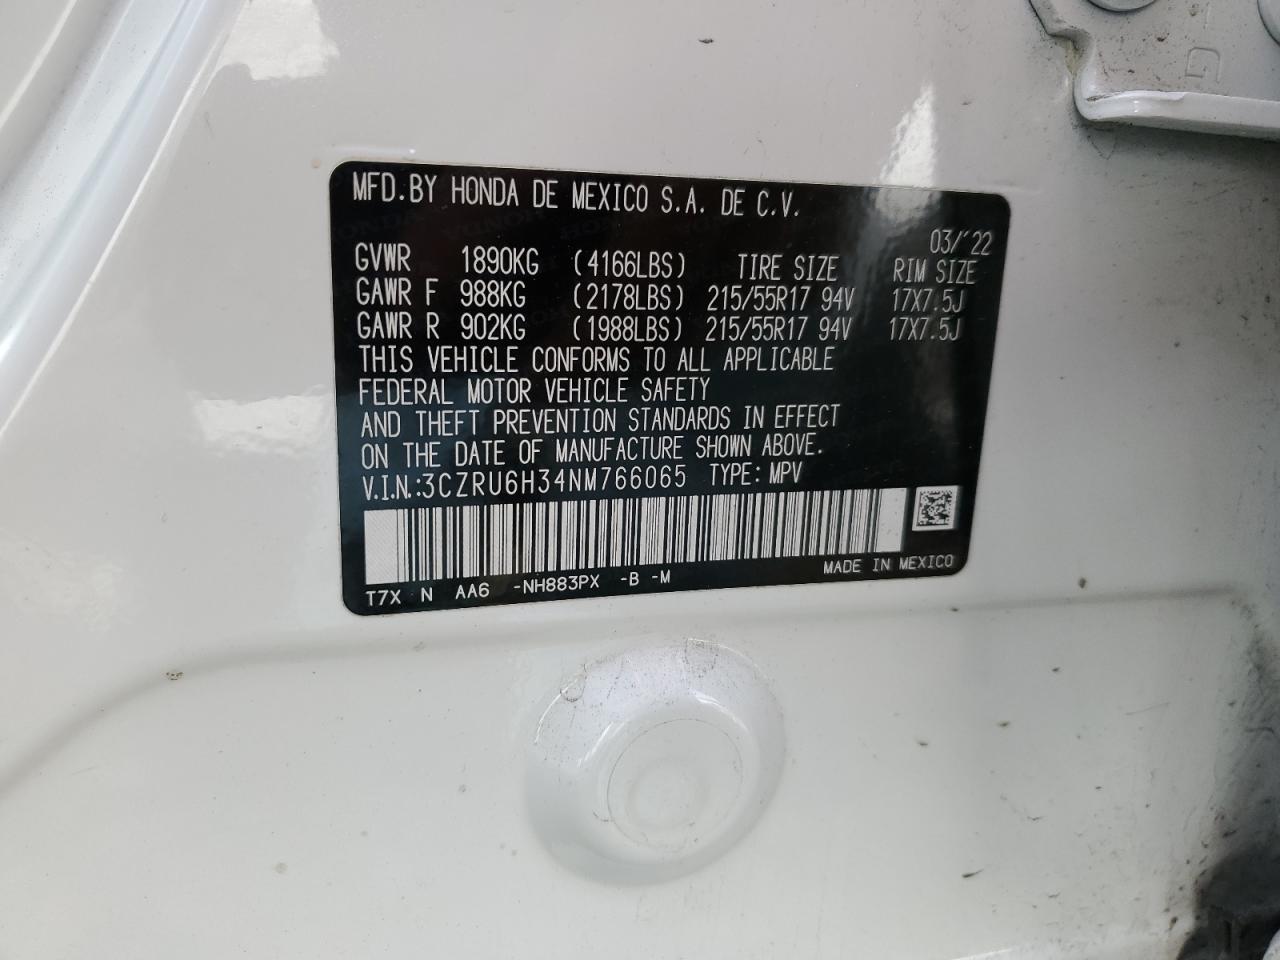 MFD.BY HONDA DE MEXICO S.A. DE C.V.
03/'22
GVWR 1890KG (4166LBS) TIRE SIZE RIM SIZE
GAWR F 988KG (2178LBS) 215/55R17 94V 17X7.5J
GAWR R 902KG (1988LBS) 215/55R17 94V 17X7.5J
THIS VEHICLE CONFORMS TO ALL APPLICABLE
FEDERAL MOTOR VEHICLE SAFETY
AND THEFT PREVENTION STANDARDS IN EFFECT
ON THE DATE OF MANUFACTURE SHOWN ABOVE.
V.I.N.:3CZRU6H34NM766065 TYPE: MPV
MADE IN MEXICO
T7X N AA6 -NH883PX -B -M